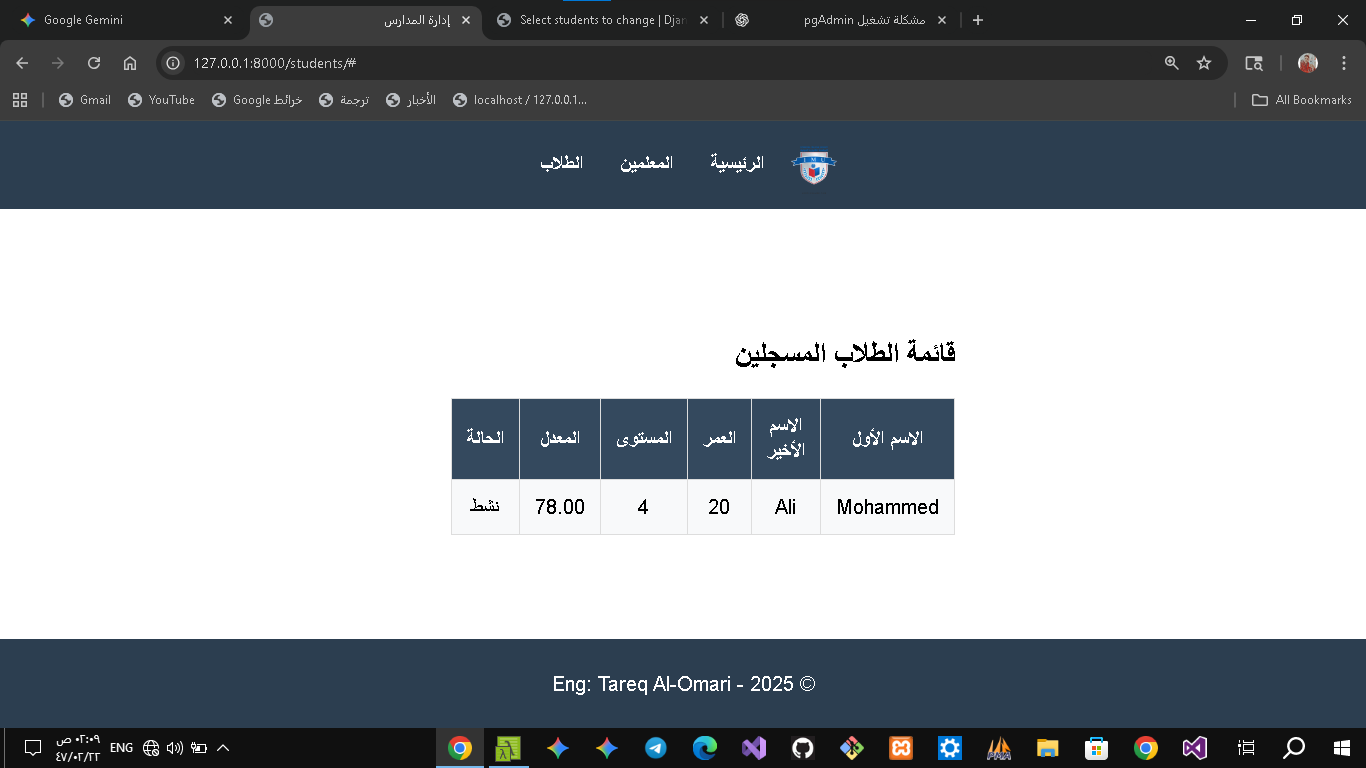 Google Gemini
إدارة المدارس
Select students to change | Djan
مشكلة تشغيل pgAdmin
127.0.0.1:8000/students/#
Gmail
YouTube
خرائط Google
ترجمة
الأخبار
localhost / 127.0.0.1...
All Bookmarks
الرئيسية المعلمين الطلاب
قائمة الطلاب المسجلين
الاسم الأول الاسم الأخير العمر المستوى المعدل الحالة
Mohammed Ali 20 4 78.00 نشط
Eng: Tareq Al-Omari - 2025 ©
ENG
٠٢:٠٩ ص
٤٧/٠٢/٢٢